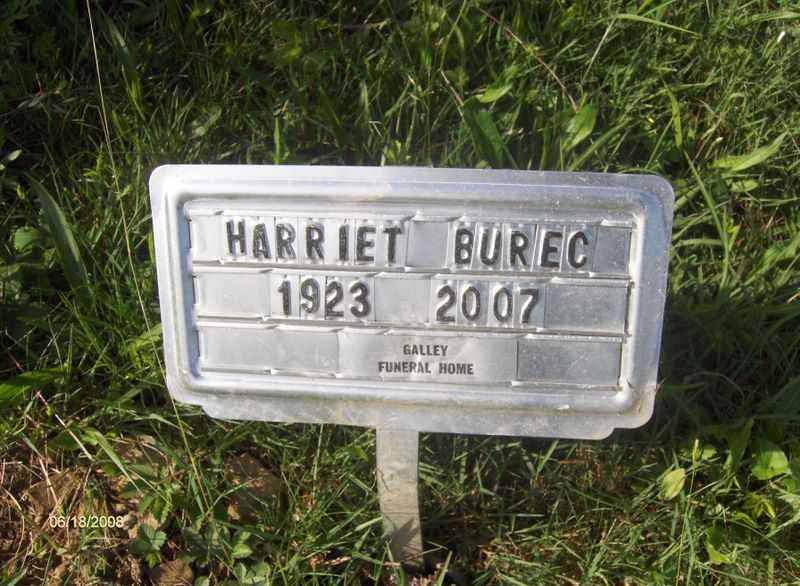 HARRIET BUREC
1923 2007
GALLEY
FUNERAL HOME
06/18/2008